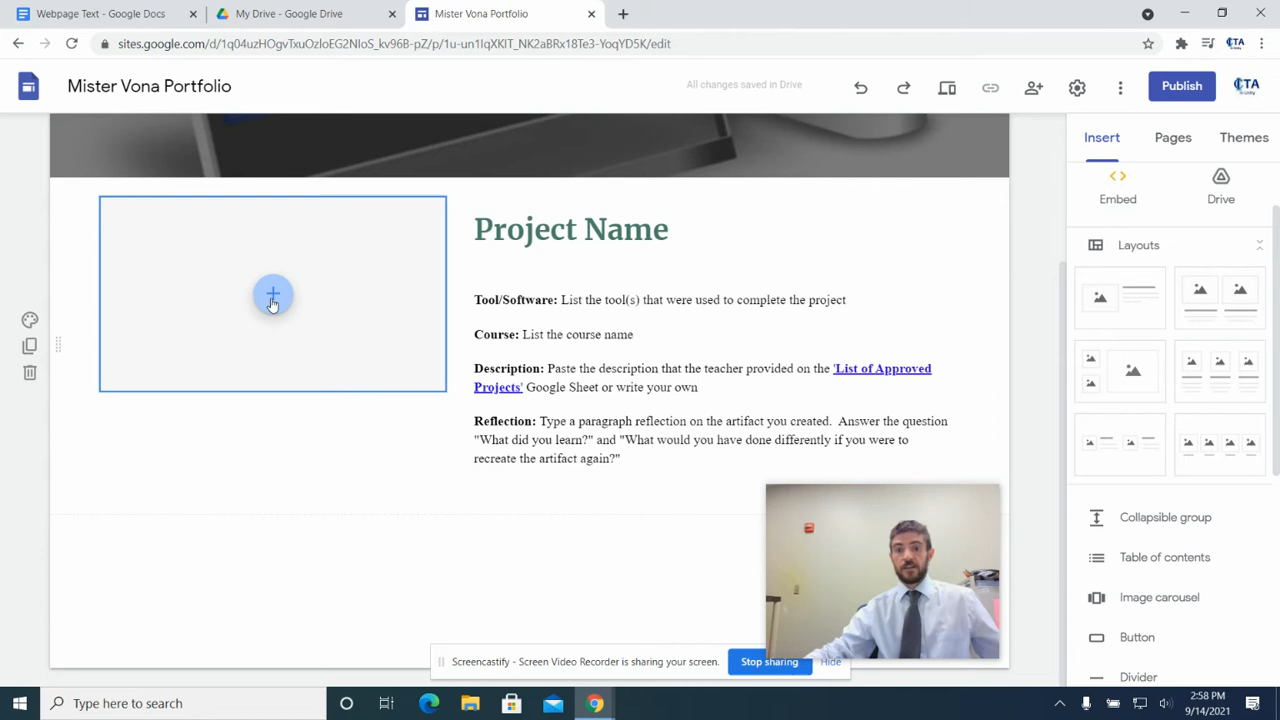 Webpage Text - Google Docs
My Drive - Google Drive
Mister Vona Portfolio
sites.google.com/d/1q04uzHOgvTxuOzloEG2NIoS_kv96B-pZ/p/1u-un1lqXKlT_NK2aBRx18Te3-YoqYD5K/edit
Mister Vona Portfolio
All changes saved in Drive
Publish
CTA
Insert
Pages
Themes
Embed
Drive
Layouts
Project Name
Tool/Software: List the tool(s) that were used to complete the project
Course: List the course name
Description: Paste the description that the teacher provided on the 'List of Approved
Projects' Google Sheet or write your own
Reflection: Type a paragraph reflection on the artifact you created. Answer the question
"What did you learn?" and "What would you have done differently if you were to
recreate the artifact again?"
Collapsible group
Table of contents
Image carousel
Button
Divider
Screencastify - Screen Video Recorder is sharing your screen.
Stop sharing
Hide
Type here to search
2:58 PM
9/14/2021